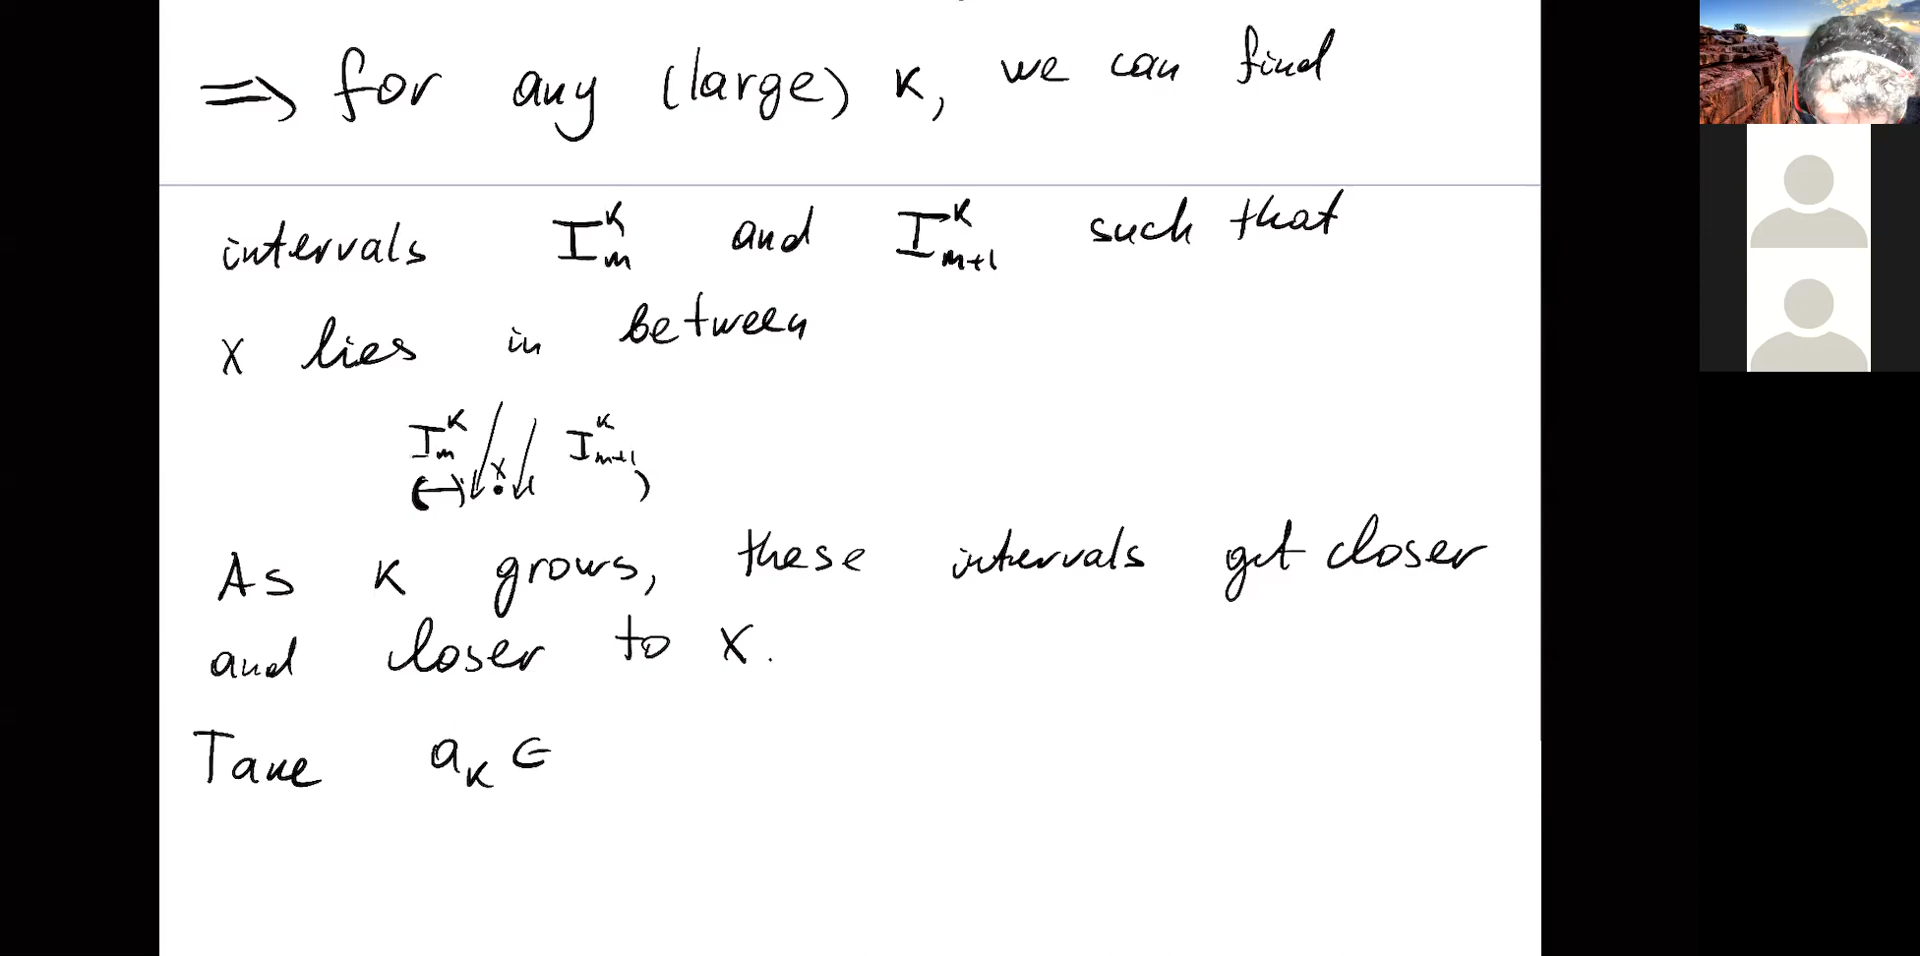 ⇒ for any (large) k, we can find
intervals I_m^k and I_{m+1}^k such that
x lies in between
I_m^k x I_{m+1}^k
As k grows, these intervals get closer
and closer to x.
Take a_k ∈